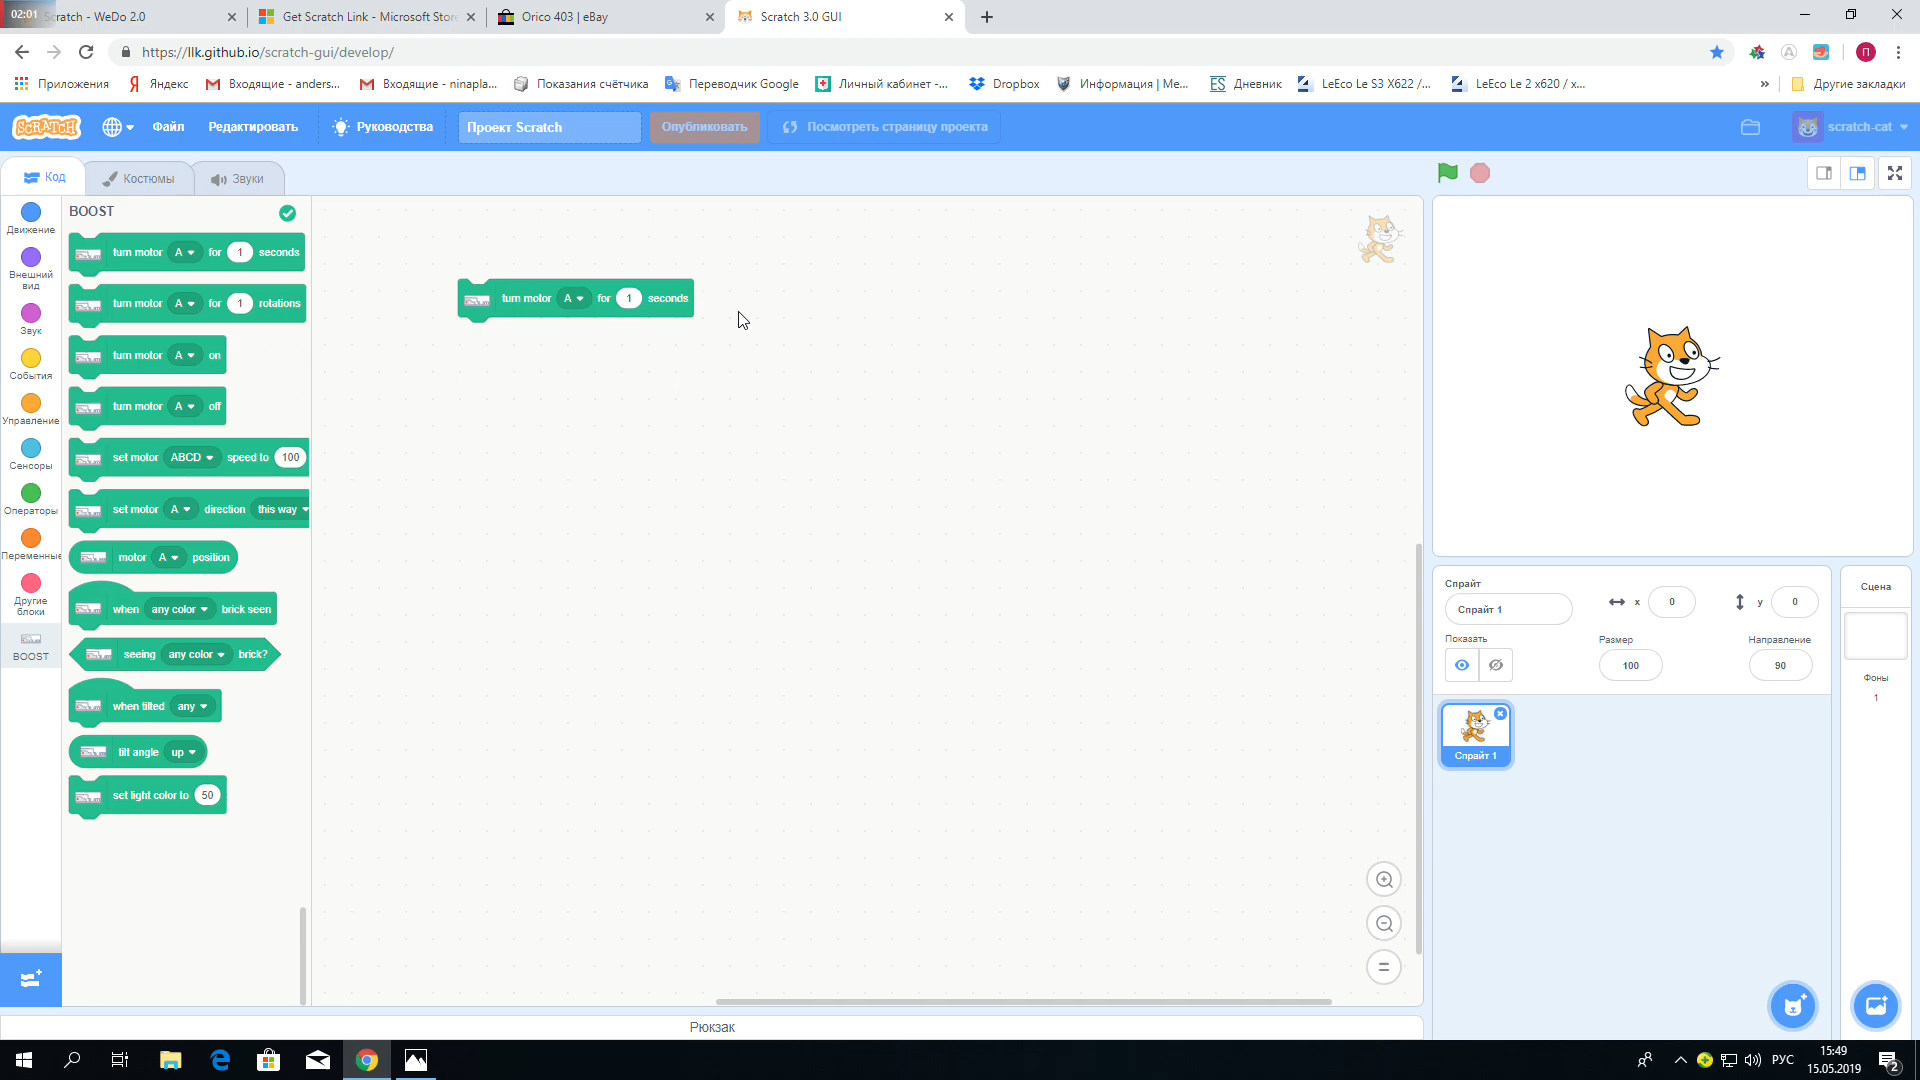 02:01
Scratch - WeDo 2.0
Get Scratch Link - Microsoft Stor
Orico 403 | eBay
Scratch 3.0 GUI
https://llk.github.io/scratch-gui/develop/
П
Приложения
Яндекс
Входящие - anders...
Входящие - ninapla...
Показания счётчика
Переводчик Google
Личный кабинет -...
Dropbox
Информация | Ме...
ES Дневник
LeEco Le S3 X622 /...
LeEco Le 2 x620 / x...
»
Другие закладки
SCRATCH
Файл
Редактировать
Руководства
Проект Scratch
Опубликовать
Посмотреть страницу проекта
scratch-cat
Код
Костюмы
Звуки
Движение
Внешний
вид
Звук
События
Управление
Сенсоры
Операторы
Переменные
Другие
блоки
BOOST
BOOST
turn motor A for 1 seconds
turn motor A for 1 rotations
turn motor A on
turn motor A off
set motor ABCD speed to 100
set motor A direction this way
motor A position
when any color brick seen
seeing any color brick?
when tilted any
tilt angle up
set light color to 50
turn motor A for 1 seconds
Рюкзак
Спрайт
Спрайт 1
x 0
y 0
Показать
Размер
100
Направление
90
Спрайт 1
Сцена
Фоны
1
РУС
15:49
15.05.2019
2